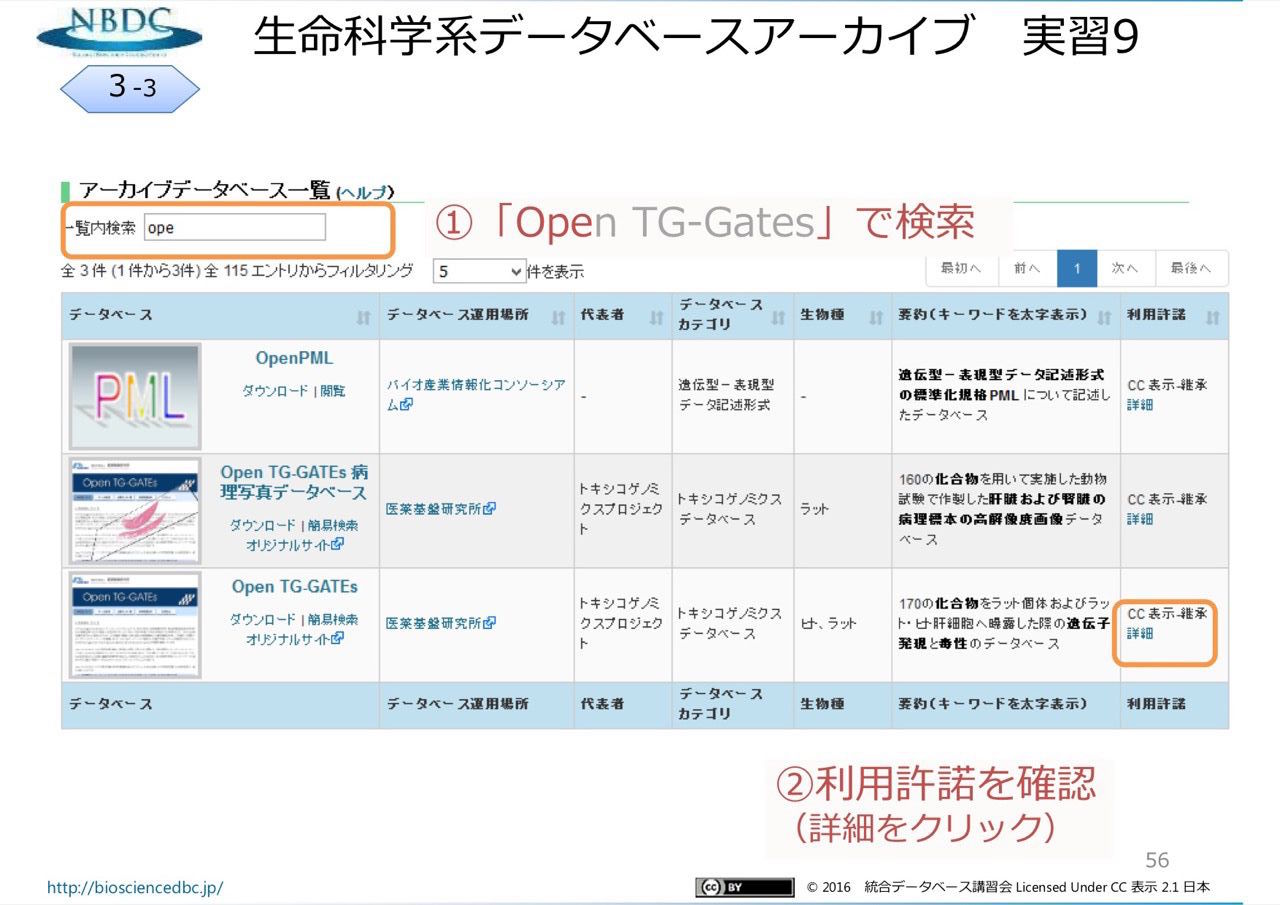 NBDC
生命科学系データベースアーカイブ 実習9
3-3
アーカイブデータベース一覧 (ヘルプ)
一覧内検索 ope
①「Open TG-Gates」で検索
全 3 件 (1 件から3件) 全 115 エントリからフィルタリング 5 件を表示
最初へ 前へ 1 次へ 最後へ
データベース データベース運用場所 代表者 データベースカテゴリ 生物種 要約(キーワードを太字表示) 利用許諾
PML
OpenPML
ダウンロード | 閲覧
バイオ産業情報化コンソーシア
ム
-
遺伝型－表現型
データ記述形式
-
遺伝型－表現型データ記述形式
の標準化規格PML について記述し
たデータベース
CC 表示-継承
詳細
Open TG-GATEs
Open TG-GATEs 病
理写真データベース
ダウンロード | 簡易検索
オリジナルサイト
医薬基盤研究所
トキシコゲノミ
クスプロジェク
ト
トキシコゲノミクス
データベース
ラット
160の化合物を用いて実施した動物
試験で作製した肝臓および腎臓の
病理標本の高解像度画像データ
ベース
CC 表示-継承
詳細
Open TG-GATEs
Open TG-GATEs
ダウンロード | 簡易検索
オリジナルサイト
医薬基盤研究所
トキシコゲノミ
クスプロジェク
ト
トキシコゲノミクス
データベース
ヒト、ラット
170の化合物をラット個体およびラッ
ト・ヒト肝細胞へ曝露した際の遺伝子
発現と毒性のデータベース
CC 表示-継承
詳細
データベース データベース運用場所 代表者 データベースカテゴリ 生物種 要約(キーワードを太字表示) 利用許諾
②利用許諾を確認
（詳細をクリック）
56
http://biosciencedbc.jp/
cc BY
© 2016 統合データベース講習会 Licensed Under CC 表示 2.1 日本